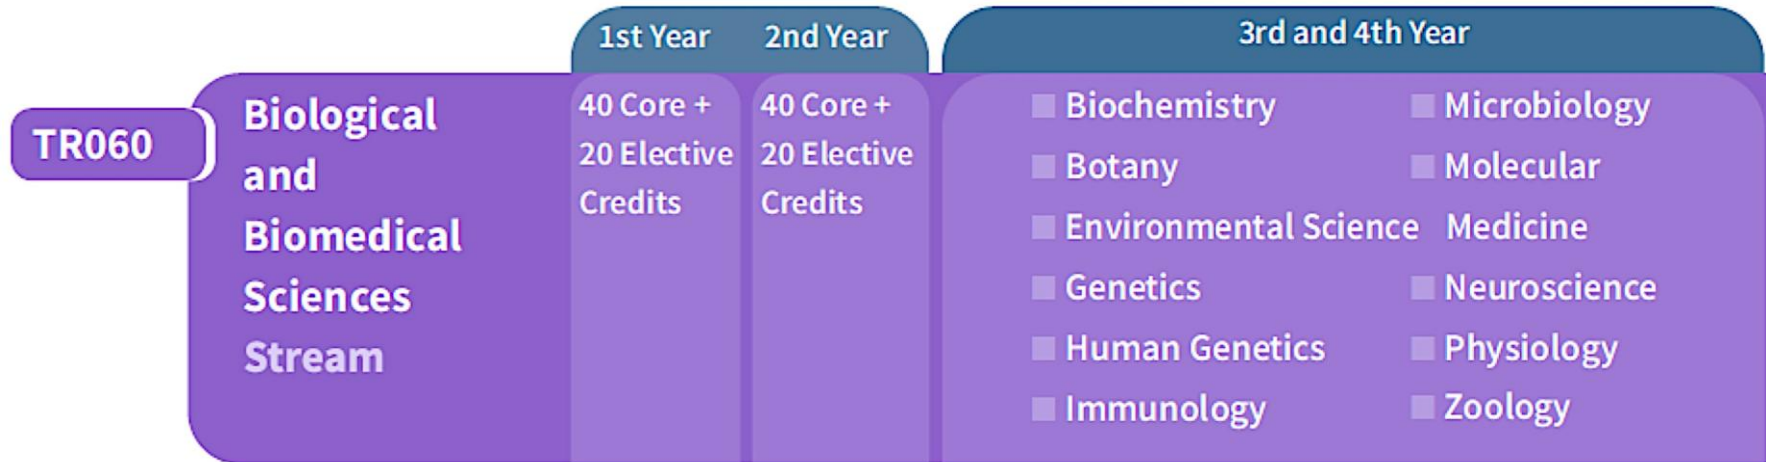 1st Year
2nd Year
3rd and 4th Year
TR060
Biological
and
Biomedical
Sciences
Stream
40 Core +
20 Elective
Credits
40 Core +
20 Elective
Credits
Biochemistry
Botany
Environmental Science
Genetics
Human Genetics
Immunology
Microbiology
Molecular
Medicine
Neuroscience
Physiology
Zoology